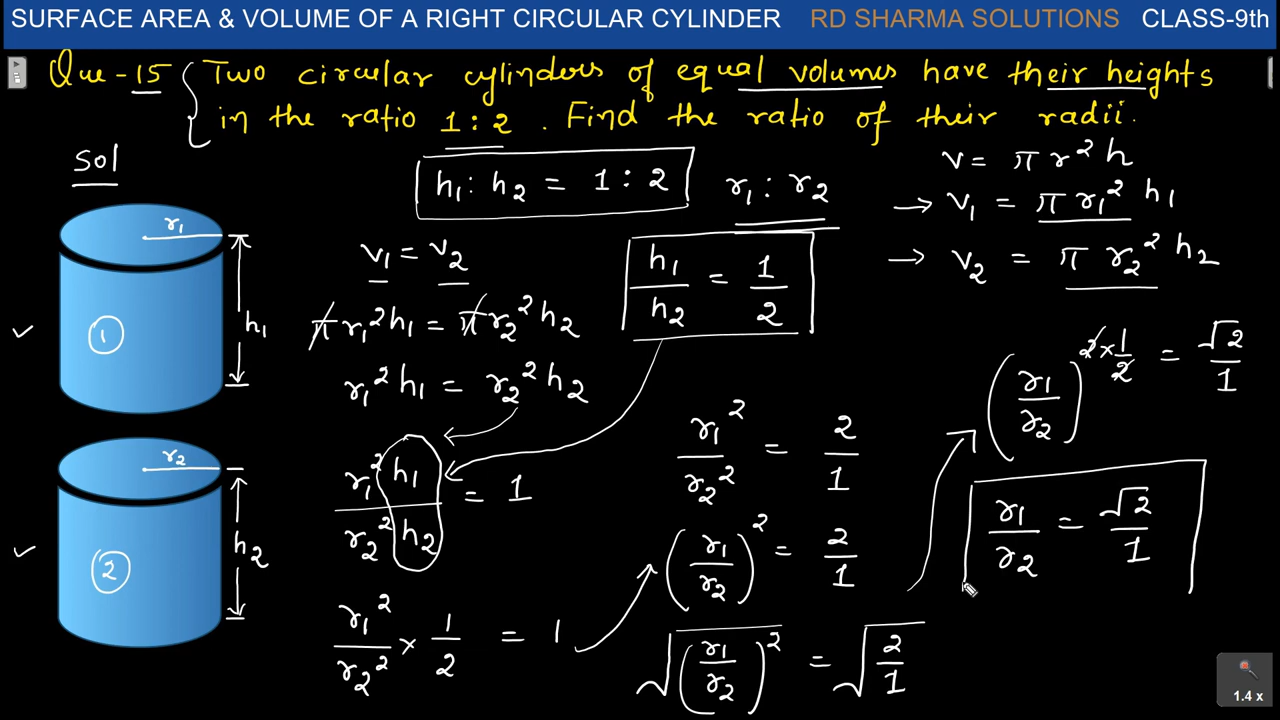 SURFACE AREA & VOLUME OF A RIGHT CIRCULAR CYLINDER RD SHARMA SOLUTIONS CLASS-9th
Que-15 { Two circular cylinders of equal volumes have their heights
in the ratio 1:2. Find the ratio of their radii.
Sol
h₁ : h₂ = 1 : 2
r₁ : r₂
r₁
h₁
1
r₂
h₂
2
v₁ = v₂
πr₁²h₁ = πr₂²h₂
r₁²h₁ = r₂²h₂
r₁²h₁/r₂²h₂ = 1
r₁²/r₂² × 1/2 = 1
h₁/h₂ = 1/2
r₁²/r₂² = 2/1
(r₁/r₂)² = 2/1
√(r₁/r₂)² = √2/1
v = πr²h
→ v₁ = πr₁²h₁
→ v₂ = πr₂²h₂
(r₁/r₂)²×¹/² = √2/1
r₁/r₂ = √2/1
1.4 x